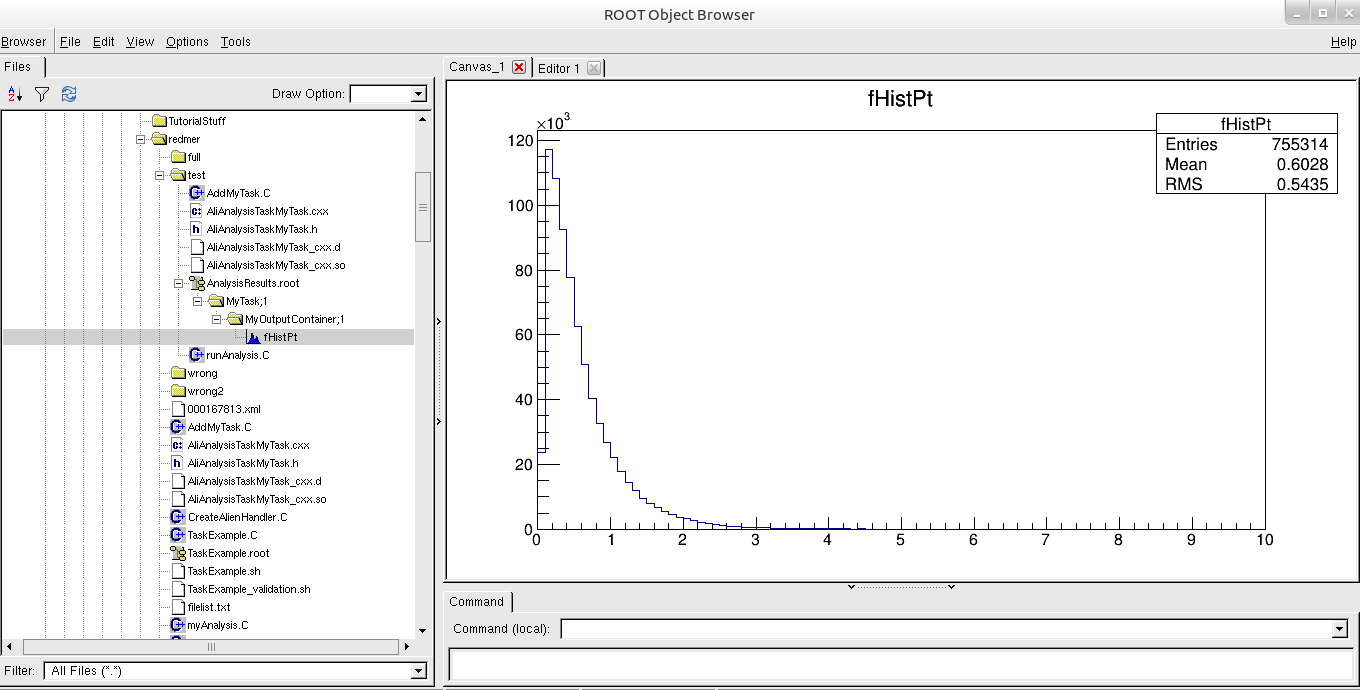 ROOT Object Browser
Browser File Edit View Options Tools Help
Files
Draw Option:
TutorialStuff
redmer
full
test
AddMyTask.C
AliAnalysisTaskMyTask.cxx
AliAnalysisTaskMyTask.h
AliAnalysisTaskMyTask_cxx.d
AliAnalysisTaskMyTask_cxx.so
AnalysisResults.root
MyTask;1
MyOutputContainer;1
fHistPt
runAnalysis.C
wrong
wrong2
000167813.xml
AddMyTask.C
AliAnalysisTaskMyTask.cxx
AliAnalysisTaskMyTask.h
AliAnalysisTaskMyTask_cxx.d
AliAnalysisTaskMyTask_cxx.so
CreateAlienHandler.C
TaskExample.C
TaskExample.root
TaskExample.sh
TaskExample_validation.sh
filelist.txt
myAnalysis.C
Filter: All Files (*.*)
Canvas_1 Editor 1
fHistPt
×10³
120
100
80
60
40
20
0
0 1 2 3 4 5 6 7 8 9 10
fHistPt
Entries 755314
Mean 0.6028
RMS 0.5435
Command
Command (local):